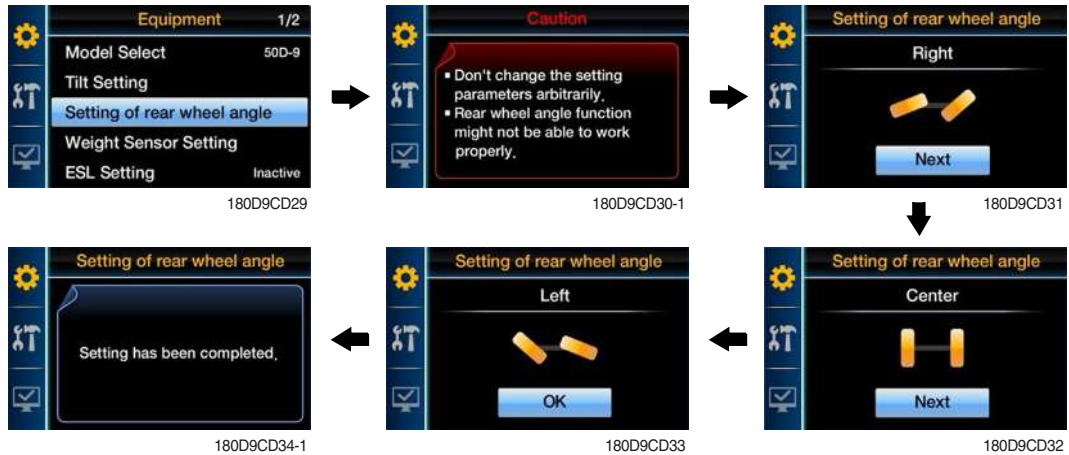 Equipment 1/2
Model Select 50D-9
Tilt Setting
Setting of rear wheel angle
Weight Sensor Setting
ESL Setting Inactive
180D9CD29
Caution
▪ Don't change the setting
parameters arbitrarily.
▪ Rear wheel angle function
might not be able to work
properly.
180D9CD30-1
Setting of rear wheel angle
Right
Next
180D9CD31
Setting of rear wheel angle
Center
Next
180D9CD32
Setting of rear wheel angle
Left
OK
180D9CD33
Setting of rear wheel angle
Setting has been completed.
180D9CD34-1